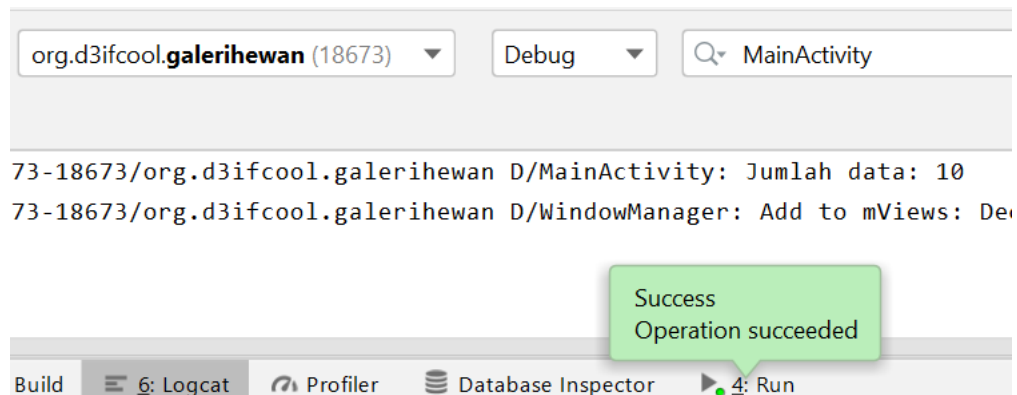 org.d3ifcool.galerihewan (18673) Debug MainActivity
73-18673/org.d3ifcool.galerihewan D/MainActivity: Jumlah data: 10
73-18673/org.d3ifcool.galerihewan D/WindowManager: Add to mViews:
Success
Operation succeeded
Build 6: Logcat Profiler Database Inspector 4: Run